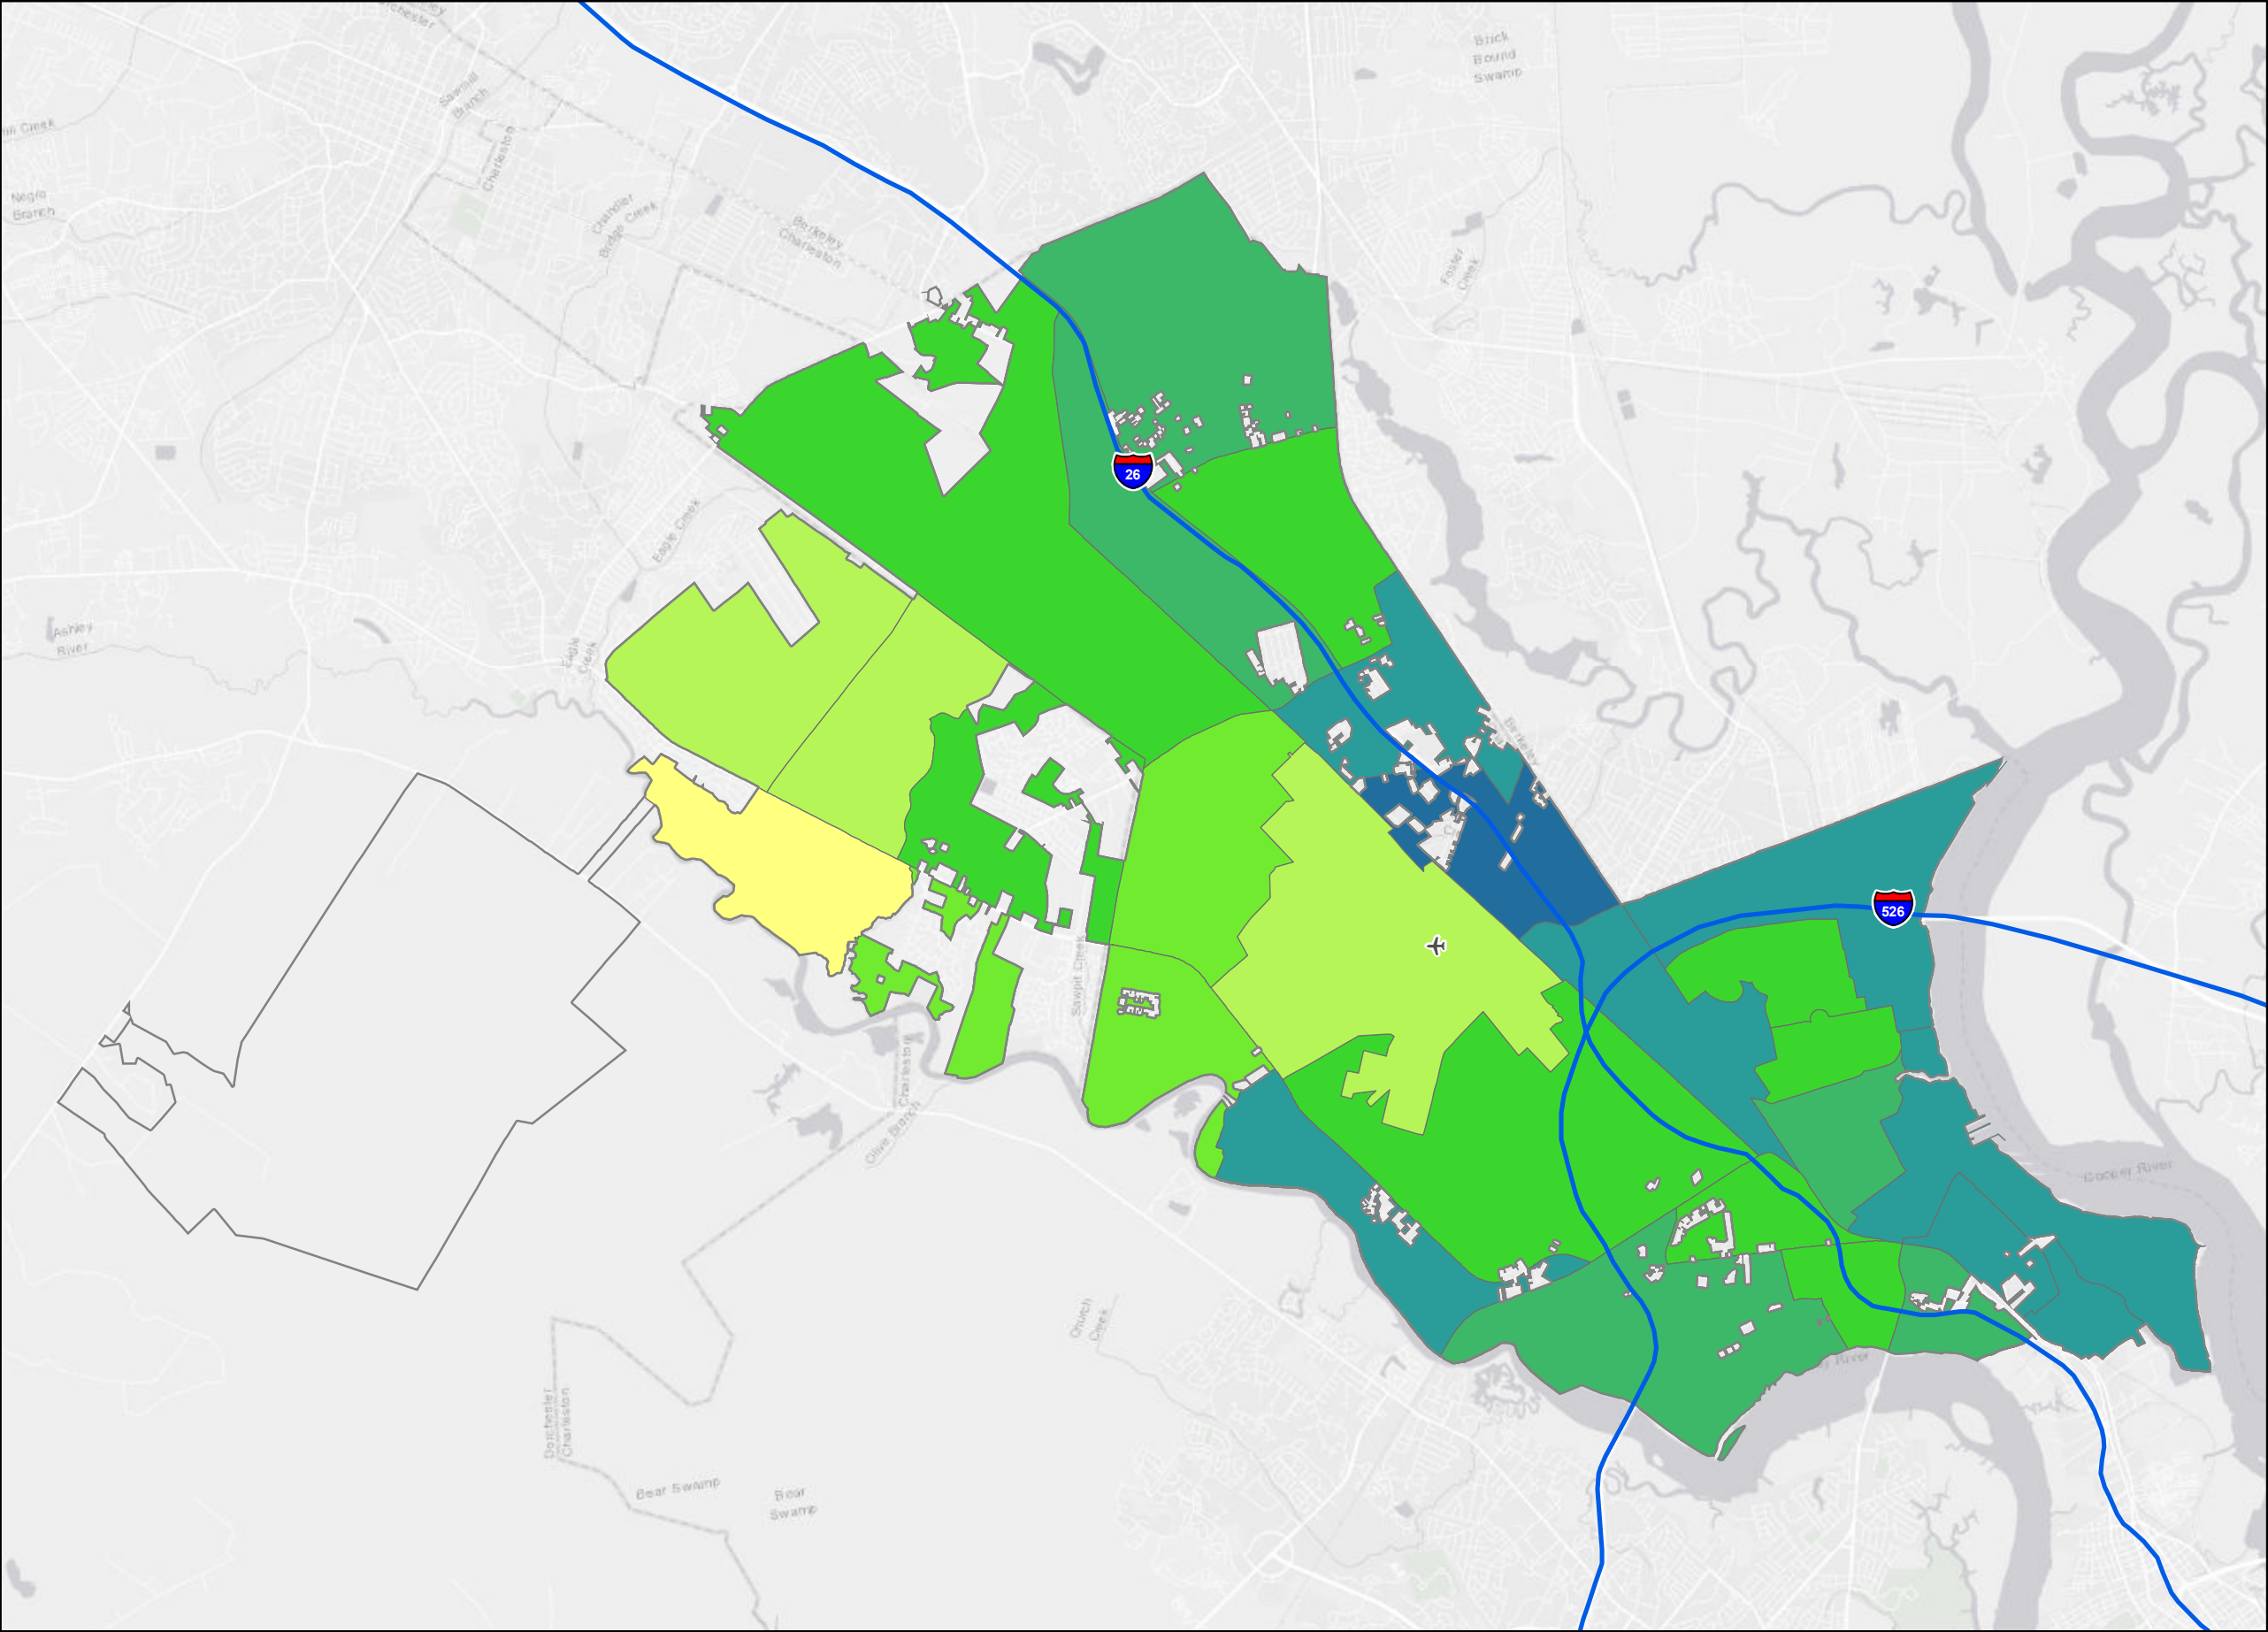 Brick
Bound
Swamp
Sawmill
Branch
Charleston
Negro
Branch
Chandler
Bridge Creek
Berkeley
Charleston
Foster
Creek
26
Eagle Creek
Ashley
River
Eagle
Creek
Berkeley
526
Sawpit Creek
Charleston
Olive Branch
Cooper River
Church
Creek
River
Dorchester
Charleston
Bear Swamp
Bear
Swamp